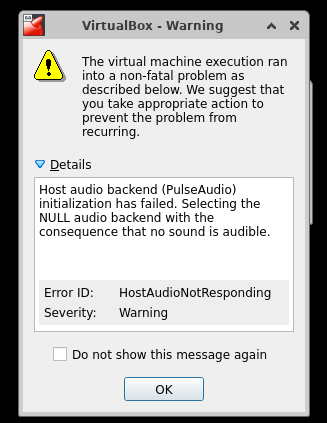 VirtualBox - Warning
The virtual machine execution ran
into a non-fatal problem as
described below. We suggest that
you take appropriate action to
prevent the problem from
recurring.
Details
Host audio backend (PulseAudio)
initialization has failed. Selecting the
NULL audio backend with the
consequence that no sound is audible.
Error ID: HostAudioNotResponding
Severity: Warning
Do not show this message again
OK